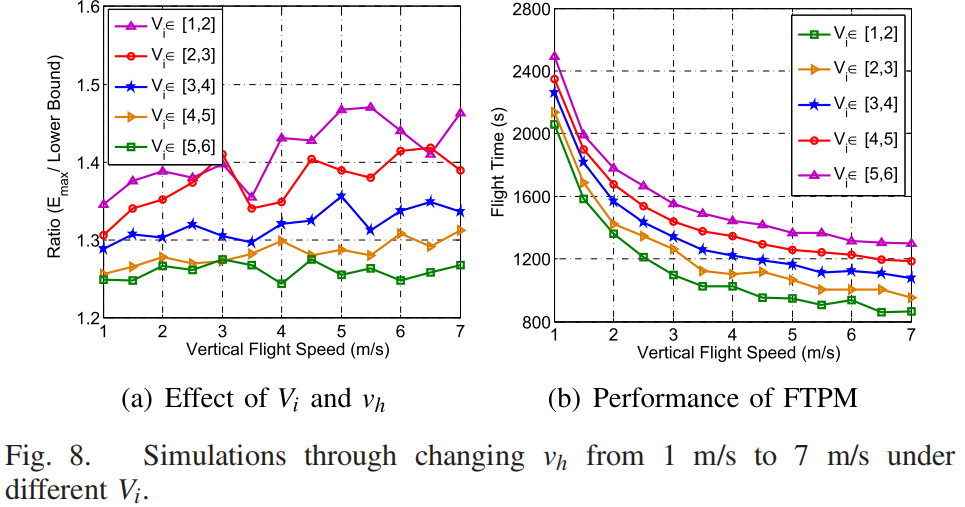 1.6
1.5
1.4
1.3
1.2
Ratio (E_max / Lower Bound)
V_i∈ [1,2]
V_i∈ [2,3]
V_i∈ [3,4]
V_i∈ [4,5]
V_i∈ [5,6]
1 2 3 4 5 6 7
Vertical Flight Speed (m/s)
(a) Effect of V_i and v_h
2800
2400
2000
1600
1200
800
Flight Time (s)
V_i∈ [1,2]
V_i∈ [2,3]
V_i∈ [3,4]
V_i∈ [4,5]
V_i∈ [5,6]
1 2 3 4 5 6 7
Vertical Flight Speed (m/s)
(b) Performance of FTPM
Fig. 8. Simulations through changing v_h from 1 m/s to 7 m/s under
different V_i.